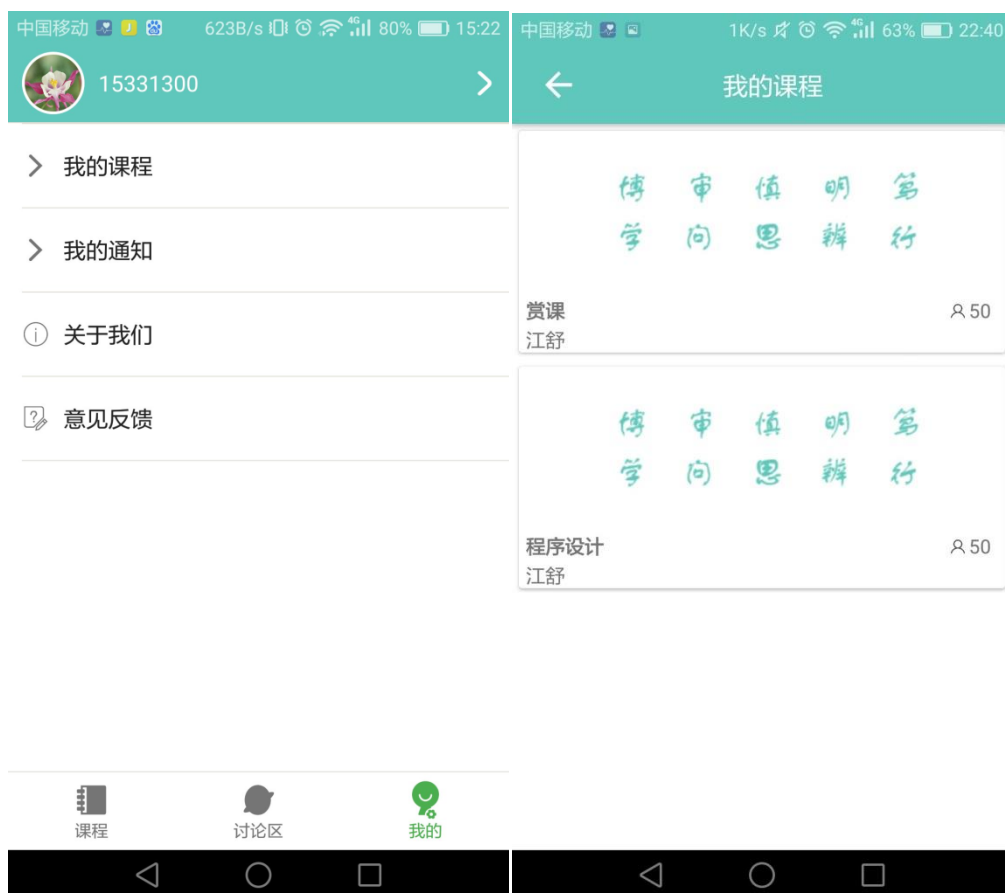 中国移动 623B/s 4G 80% 15:22
15331300
我的课程
我的通知
关于我们
意见反馈
课程 讨论区 我的
中国移动 1K/s 4G 63% 22:40
我的课程
博 审 慎 明 笃
学 问 思 辨 行
赏课 50
江舒
博 审 慎 明 笃
学 问 思 辨 行
程序设计 50
江舒